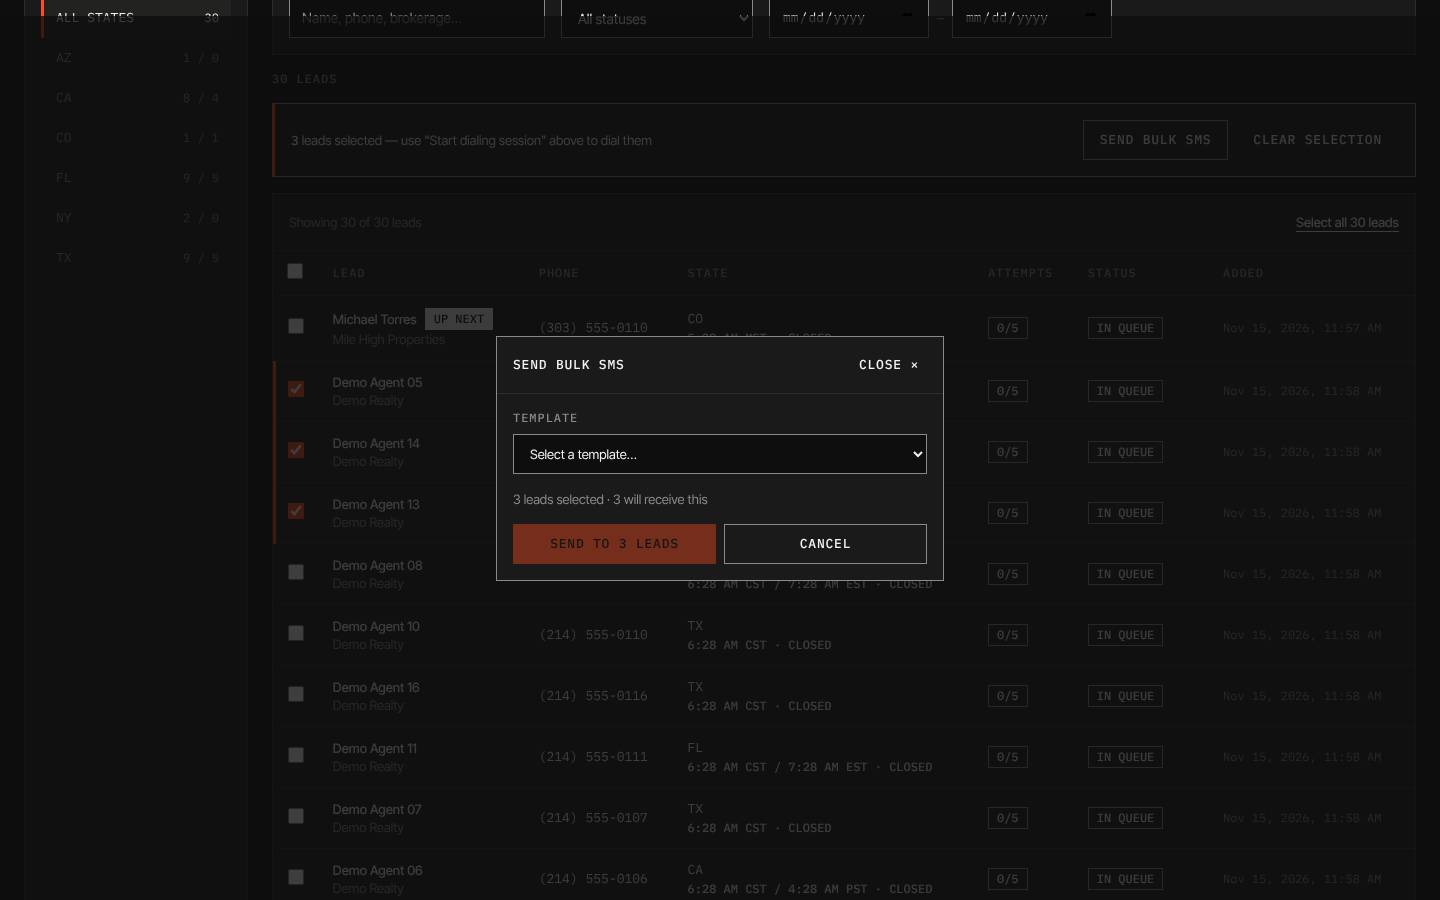 ALL STATES 30
Name, phone, brokerage... All statuses mm/dd/yyyy — mm/dd/yyyy
AZ 1 / 0
CA 8 / 4
CO 1 / 1
FL 9 / 5
NY 2 / 0
TX 9 / 5
30 LEADS
3 leads selected — use "Start dialing session" above to dial them
SEND BULK SMS
CLEAR SELECTION
Showing 30 of 30 leads
Select all 30 leads
LEAD PHONE STATE ATTEMPTS STATUS ADDED
Michael Torres UP NEXT (303) 555-0110 CO 0/5 IN QUEUE Nov 15, 2026, 11:57 AM
Mile High Properties
Demo Agent 05 0/5 IN QUEUE Nov 15, 2026, 11:58 AM
Demo Realty
Demo Agent 14 0/5 IN QUEUE Nov 15, 2026, 11:58 AM
Demo Realty
Demo Agent 13 0/5 IN QUEUE Nov 15, 2026, 11:58 AM
Demo Realty
Demo Agent 08 0/5 IN QUEUE Nov 15, 2026, 11:58 AM
Demo Realty 6:28 AM CST / 7:28 AM EST · CLOSED
Demo Agent 10 (214) 555-0110 TX 0/5 IN QUEUE Nov 15, 2026, 11:58 AM
Demo Realty 6:28 AM CST · CLOSED
Demo Agent 16 (214) 555-0116 TX 0/5 IN QUEUE Nov 15, 2026, 11:58 AM
Demo Realty 6:28 AM CST · CLOSED
Demo Agent 11 (214) 555-0111 FL 0/5 IN QUEUE Nov 15, 2026, 11:58 AM
Demo Realty 6:28 AM CST / 7:28 AM EST · CLOSED
Demo Agent 07 (214) 555-0107 TX 0/5 IN QUEUE Nov 15, 2026, 11:58 AM
Demo Realty 6:28 AM CST · CLOSED
Demo Agent 06 (214) 555-0106 CA 0/5 IN QUEUE Nov 15, 2026, 11:58 AM
Demo Realty 6:28 AM CST / 4:28 AM PST · CLOSED
SEND BULK SMS
CLOSE ×
TEMPLATE
Select a template...
3 leads selected · 3 will receive this
SEND TO 3 LEADS
CANCEL